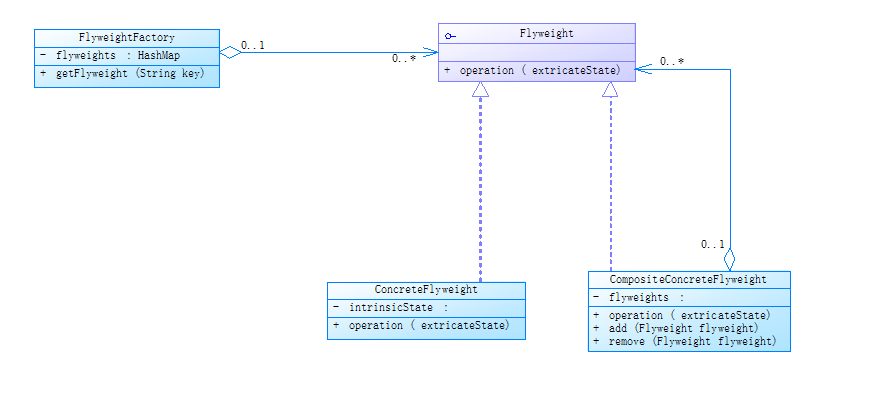 FlyweightFactory
- flyweights : HashMap
+ getFlyweight (String key)
0..1
0..*
Flyweight
+ operation ( extricateState)
0..*
0..1
ConcreteFlyweight
- intrinsicState :
+ operation ( extricateState)
CompositeConcreteFlyweight
- flyweights :
+ operation ( extricateState)
+ add (Flyweight flyweight)
+ remove (Flyweight flyweight)